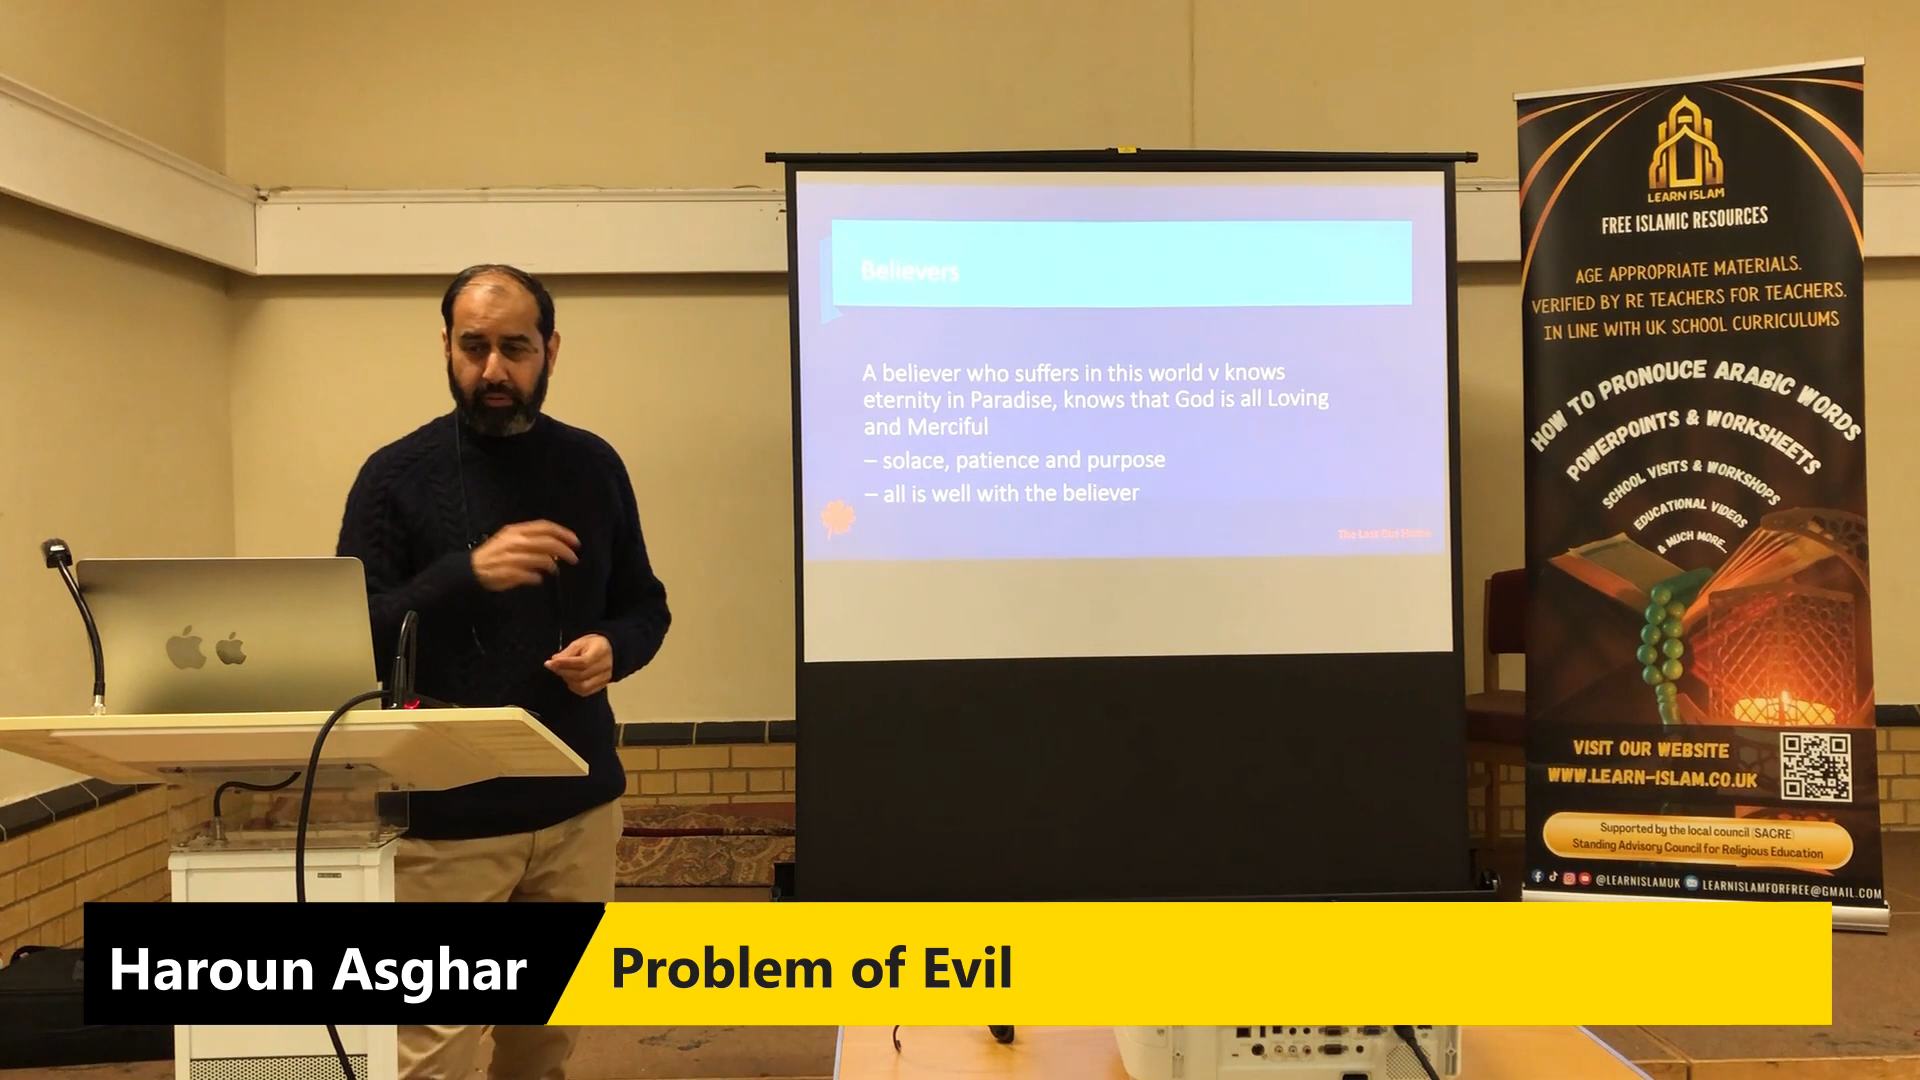 Believers
A believer who suffers in this world v knows
eternity in Paradise, knows that God is all Loving
and Merciful
– solace, patience and purpose
– all is well with the believer
The Last Out Home
LEARN ISLAM
FREE ISLAMIC RESOURCES
AGE APPROPRIATE MATERIALS.
VERIFIED BY RE TEACHERS FOR TEACHERS.
IN LINE WITH UK SCHOOL CURRICULUMS
HOW TO PRONOUCE ARABIC WORDS
POWERPOINTS & WORKSHEETS
SCHOOL VISITS & WORKSHOPS
EDUCATIONAL VIDEOS
& MUCH MORE...
VISIT OUR WEBSITE
WWW.LEARN-ISLAM.CO.UK
Supported by the local council (SACRE)
Standing Advisory Council for Religious Education
@LEARNISLAMUK LEARNISLAMFORFREE@GMAIL.COM
Haroun Asghar
Problem of Evil